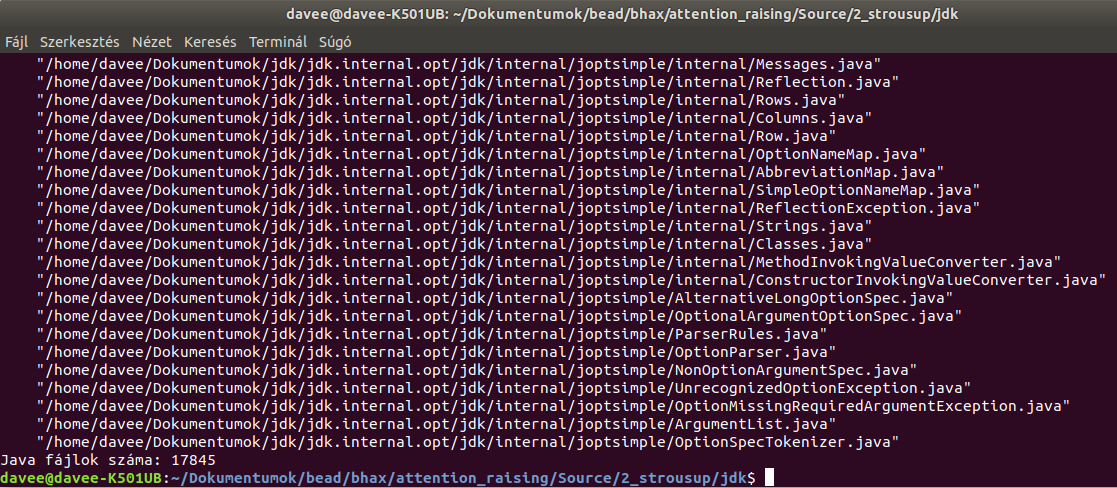 davee@davee-K501UB: ~/Dokumentumok/bead/bhax/attention_raising/Source/2_strousup/jdk
Fájl Szerkesztés Nézet Keresés Terminál Súgó
"/home/davee/Dokumentumok/jdk/jdk.internal.opt/jdk/internal/joptsimple/internal/Messages.java"
"/home/davee/Dokumentumok/jdk/jdk.internal.opt/jdk/internal/joptsimple/internal/Reflection.java"
"/home/davee/Dokumentumok/jdk/jdk.internal.opt/jdk/internal/joptsimple/internal/Rows.java"
"/home/davee/Dokumentumok/jdk/jdk.internal.opt/jdk/internal/joptsimple/internal/Columns.java"
"/home/davee/Dokumentumok/jdk/jdk.internal.opt/jdk/internal/joptsimple/internal/Row.java"
"/home/davee/Dokumentumok/jdk/jdk.internal.opt/jdk/internal/joptsimple/internal/OptionNameMap.java"
"/home/davee/Dokumentumok/jdk/jdk.internal.opt/jdk/internal/joptsimple/internal/AbbreviationMap.java"
"/home/davee/Dokumentumok/jdk/jdk.internal.opt/jdk/internal/joptsimple/internal/SimpleOptionNameMap.java"
"/home/davee/Dokumentumok/jdk/jdk.internal.opt/jdk/internal/joptsimple/internal/ReflectionException.java"
"/home/davee/Dokumentumok/jdk/jdk.internal.opt/jdk/internal/joptsimple/internal/Strings.java"
"/home/davee/Dokumentumok/jdk/jdk.internal.opt/jdk/internal/joptsimple/internal/Classes.java"
"/home/davee/Dokumentumok/jdk/jdk.internal.opt/jdk/internal/joptsimple/internal/MethodInvokingValueConverter.java"
"/home/davee/Dokumentumok/jdk/jdk.internal.opt/jdk/internal/joptsimple/internal/ConstructorInvokingValueConverter.java"
"/home/davee/Dokumentumok/jdk/jdk.internal.opt/jdk/internal/joptsimple/AlternativeLongOptionSpec.java"
"/home/davee/Dokumentumok/jdk/jdk.internal.opt/jdk/internal/joptsimple/OptionalArgumentOptionSpec.java"
"/home/davee/Dokumentumok/jdk/jdk.internal.opt/jdk/internal/joptsimple/ParserRules.java"
"/home/davee/Dokumentumok/jdk/jdk.internal.opt/jdk/internal/joptsimple/OptionParser.java"
"/home/davee/Dokumentumok/jdk/jdk.internal.opt/jdk/internal/joptsimple/NonOptionArgumentSpec.java"
"/home/davee/Dokumentumok/jdk/jdk.internal.opt/jdk/internal/joptsimple/UnrecognizedOptionException.java"
"/home/davee/Dokumentumok/jdk/jdk.internal.opt/jdk/internal/joptsimple/OptionMissingRequiredArgumentException.java"
"/home/davee/Dokumentumok/jdk/jdk.internal.opt/jdk/internal/joptsimple/ArgumentList.java"
"/home/davee/Dokumentumok/jdk/jdk.internal.opt/jdk/internal/joptsimple/OptionSpecTokenizer.java"
Java fájlok száma: 17845
davee@davee-K501UB:~/Dokumentumok/bead/bhax/attention_raising/Source/2_strousup/jdk$